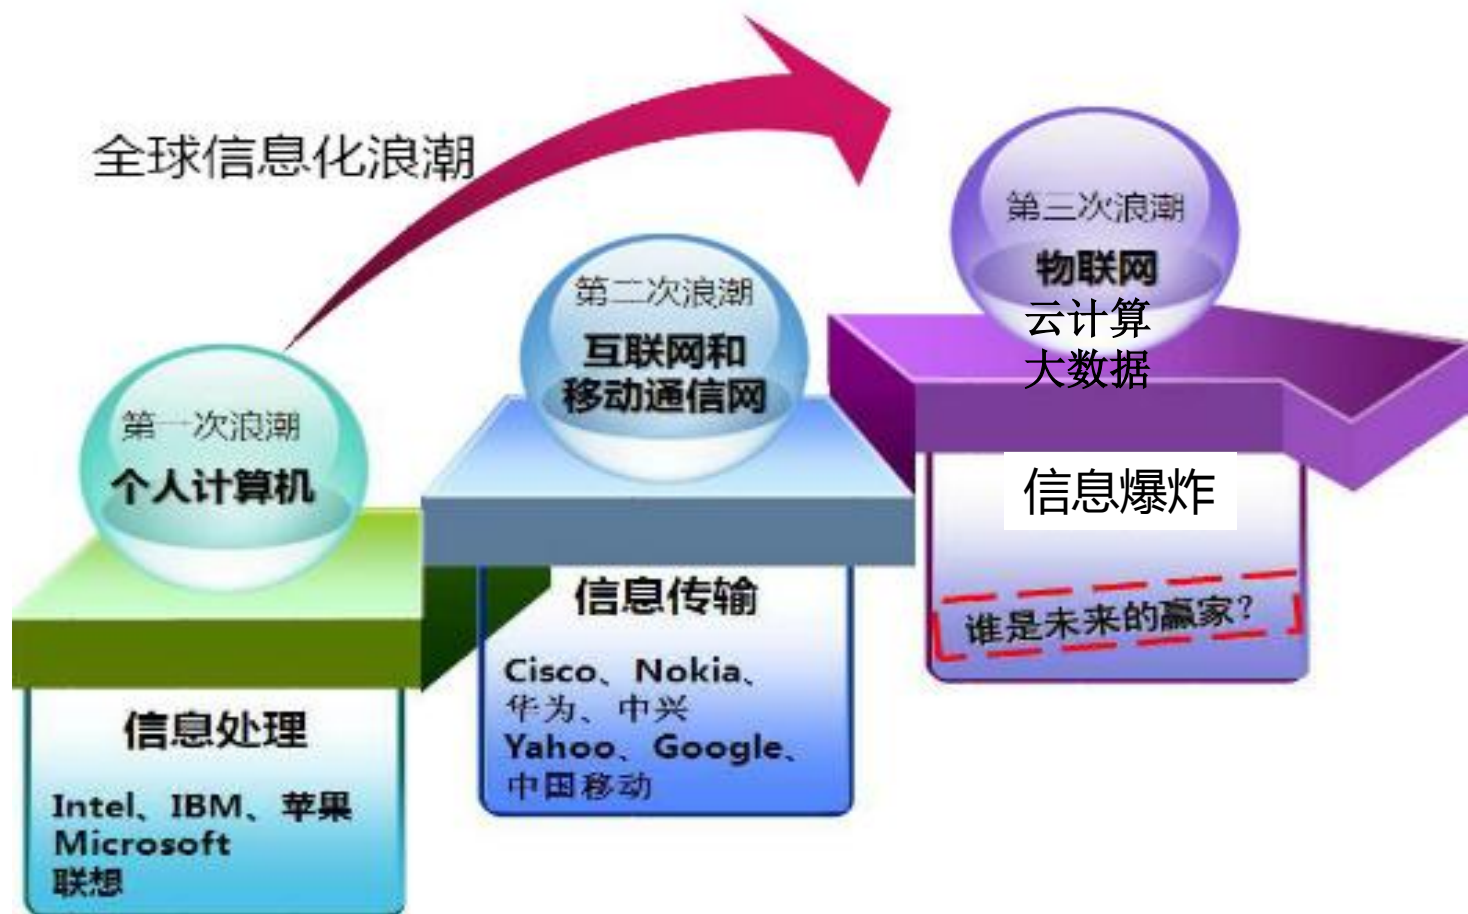 全球信息化浪潮
第一次浪潮
个人计算机
信息处理
Intel、IBM、苹果
Microsoft
联想
第二次浪潮
互联网和
移动通信网
信息传输
Cisco、Nokia、
华为、中兴
Yahoo、Google、
中国移动
第三次浪潮
物联网
云计算
大数据
信息爆炸
谁是未来的赢家？